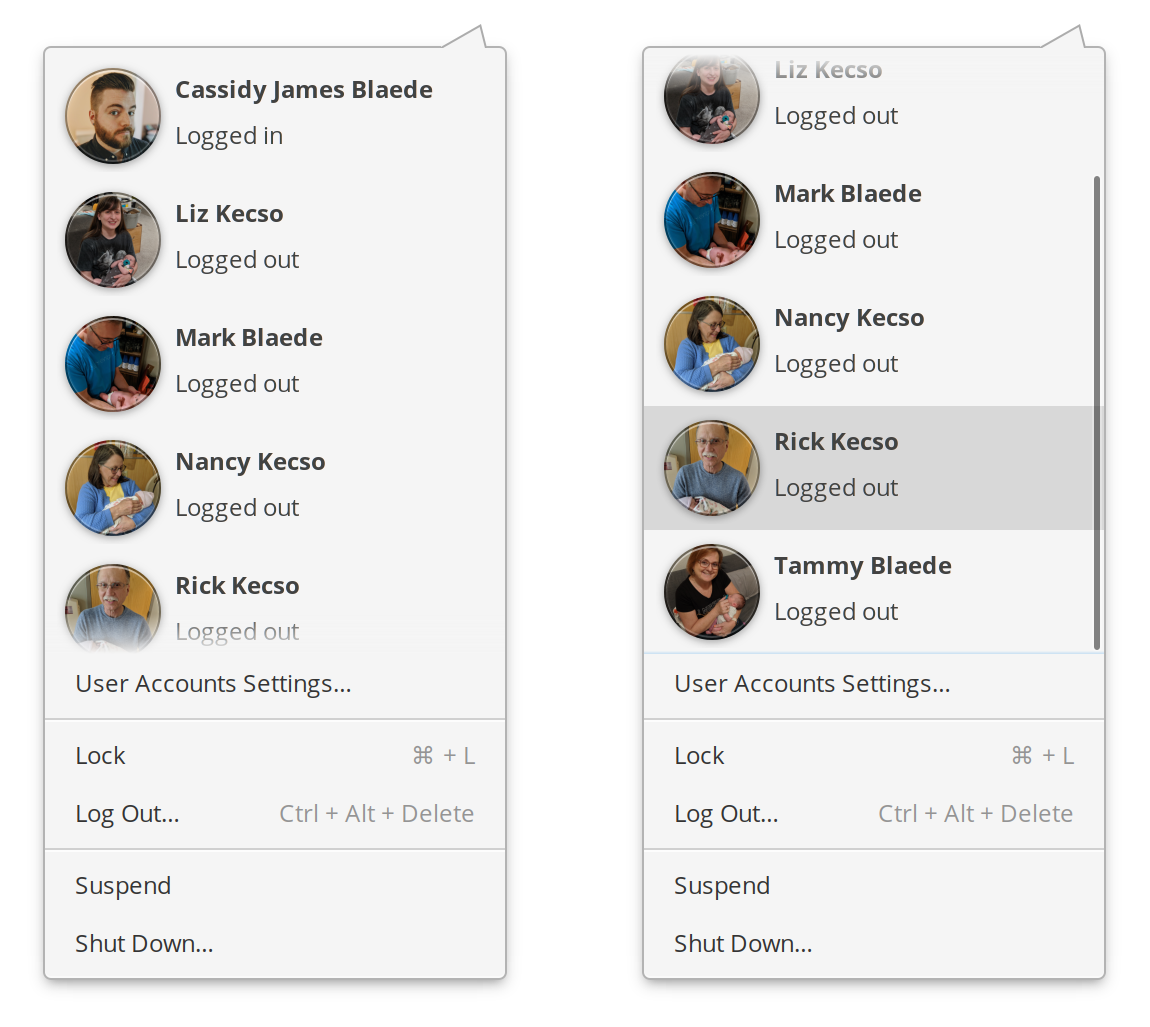 Cassidy James Blaede
Logged in
Liz Kecso
Logged out
Mark Blaede
Logged out
Nancy Kecso
Logged out
Rick Kecso
Logged out
User Accounts Settings...
Lock ⌘ + L
Log Out... Ctrl + Alt + Delete
Suspend
Shut Down...
Liz Kecso
Logged out
Mark Blaede
Logged out
Nancy Kecso
Logged out
Rick Kecso
Logged out
Tammy Blaede
Logged out
User Accounts Settings...
Lock ⌘ + L
Log Out... Ctrl + Alt + Delete
Suspend
Shut Down...